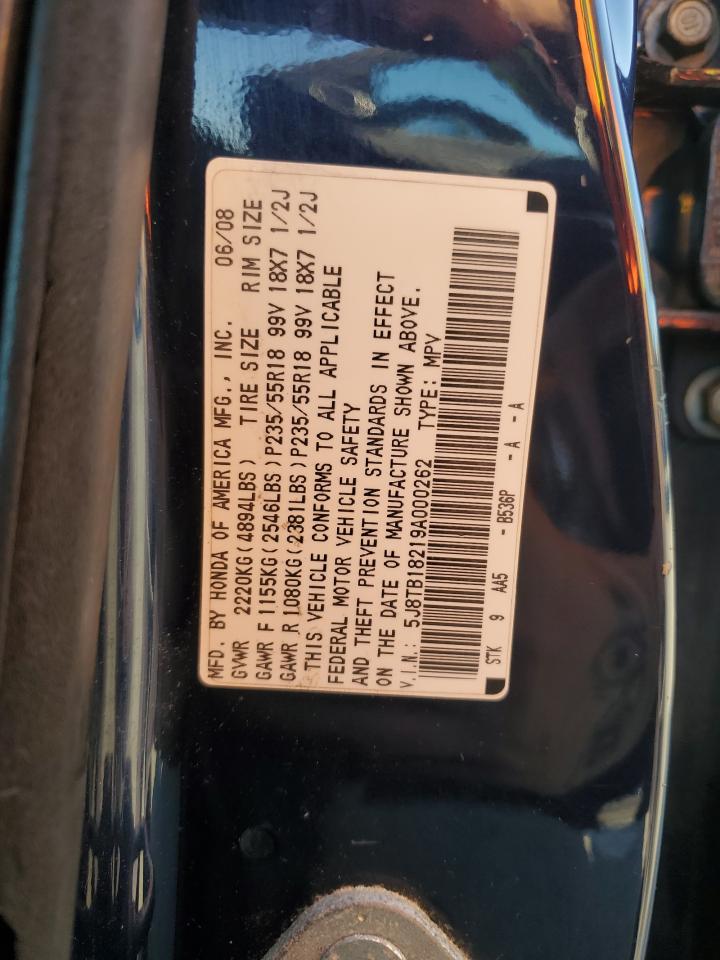 MFD. BY HONDA OF AMERICA MFG., INC. 06/08
GVWR 2220KG(4894LBS) TIRE SIZE RIM SIZE
GAWR F 1155KG(2546LBS)P235/55R18 99V 18X7 1/2J
GAWR R 1080KG(2381LBS)P235/55R18 99V 18X7 1/2J
THIS VEHICLE CONFORMS TO ALL APPLICABLE
FEDERAL MOTOR VEHICLE SAFETY
AND THEFT PREVENTION STANDARDS IN EFFECT
ON THE DATE OF MANUFACTURE SHOWN ABOVE.
V.I.N.: 5J8TB18219A000262 TYPE: MPV
STK 9 AA5 - B536P - A - A